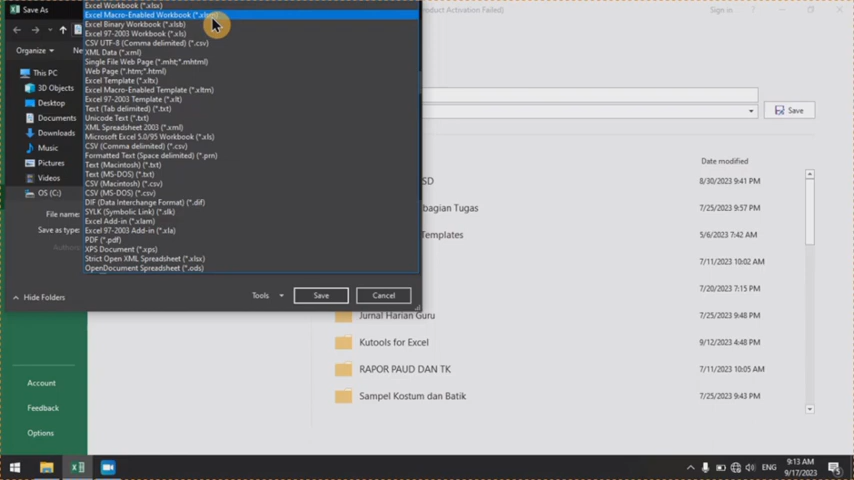 Save As
Excel Workbook (*.xlsx)
Excel Macro-Enabled Workbook (*.xlsm)
Excel Binary Workbook (*.xlsb)
Excel 97-2003 Workbook (*.xls)
CSV UTF-8 (Comma delimited) (*.csv)
XML Data (*.xml)
Single File Web Page (*.mht;*.mhtml)
Web Page (*.htm;*.html)
Excel Template (*.xltx)
Excel Macro-Enabled Template (*.xltm)
Excel 97-2003 Template (*.xlt)
Text (Tab delimited) (*.txt)
Unicode Text (*.txt)
XML Spreadsheet 2003 (*.xml)
Microsoft Excel 5.0/95 Workbook (*.xls)
CSV (Comma delimited) (*.csv)
Formatted Text (Space delimited) (*.prn)
Text (Macintosh) (*.txt)
Text (MS-DOS) (*.txt)
CSV (Macintosh) (*.csv)
CSV (MS-DOS) (*.csv)
DIF (Data Interchange Format) (*.dif)
SYLK (Symbolic Link) (*.slk)
Excel Add-in (*.xlam)
Excel 97-2003 Add-in (*.xla)
PDF (*.pdf)
XPS Document (*.xps)
Strict Open XML Spreadsheet (*.xlsx)
OpenDocument Spreadsheet (*.ods)
Organize
This PC
3D Objects
Desktop
Documents
Downloads
Music
Pictures
Videos
OS (C:)
File name:
Save as type:
Authors:
Hide Folders
Tools
Save
Cancel
roduct Activation Failed)
Sign in
?
Save
Date modified
SD 8/30/2023 9:41 PM
bagian Tugas 7/25/2023 9:57 PM
Templates 5/6/2023 7:42 AM
7/11/2023 10:02 AM
7/20/2023 9:15 PM
Jurnal Harian Guru 7/25/2023 9:48 PM
Kutools for Excel 9/12/2023 4:48 PM
RAPOR PAUD DAN TK 7/11/2023 10:05 AM
Sampel Kostum dan Batik 7/25/2023 9:43 PM
Account
Feedback
Options
ENG
9:13 AM
9/17/2023